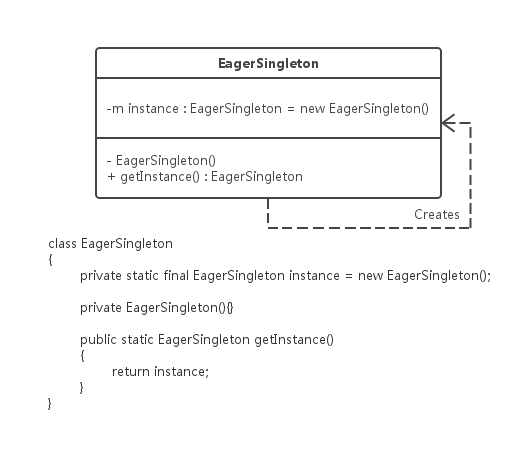 EagerSingleton
-m instance : EagerSingleton = new EagerSingleton()
- EagerSingleton()
+ getInstance() : EagerSingleton
Creates
class EagerSingleton
{
private static final EagerSingleton instance = new EagerSingleton();
private EagerSingleton(){}
public static EagerSingleton getInstance()
{
return instance;
}
}